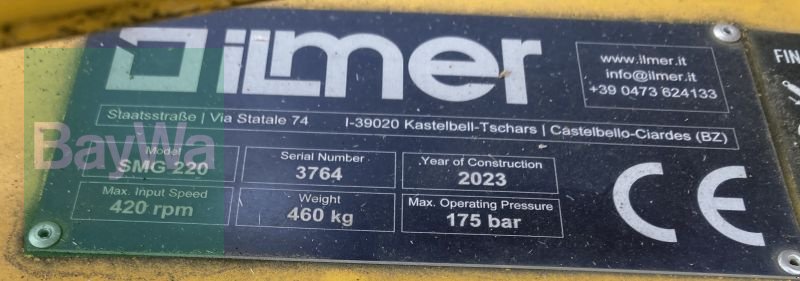 ilmer
www.ilmer.it
info@ilmer.it
+39 0473 624133
Staatsstraße | Via Statale 74 I-39020 Kastelbell-Tschars | Castelbello-Ciardes (BZ)
BayWa
Model
SMG 220
Serial Number
3764
Year of Construction
2023
Max. Input Speed
420 rpm
Weight
460 kg
Max. Operating Pressure
175 bar
CE
FIN